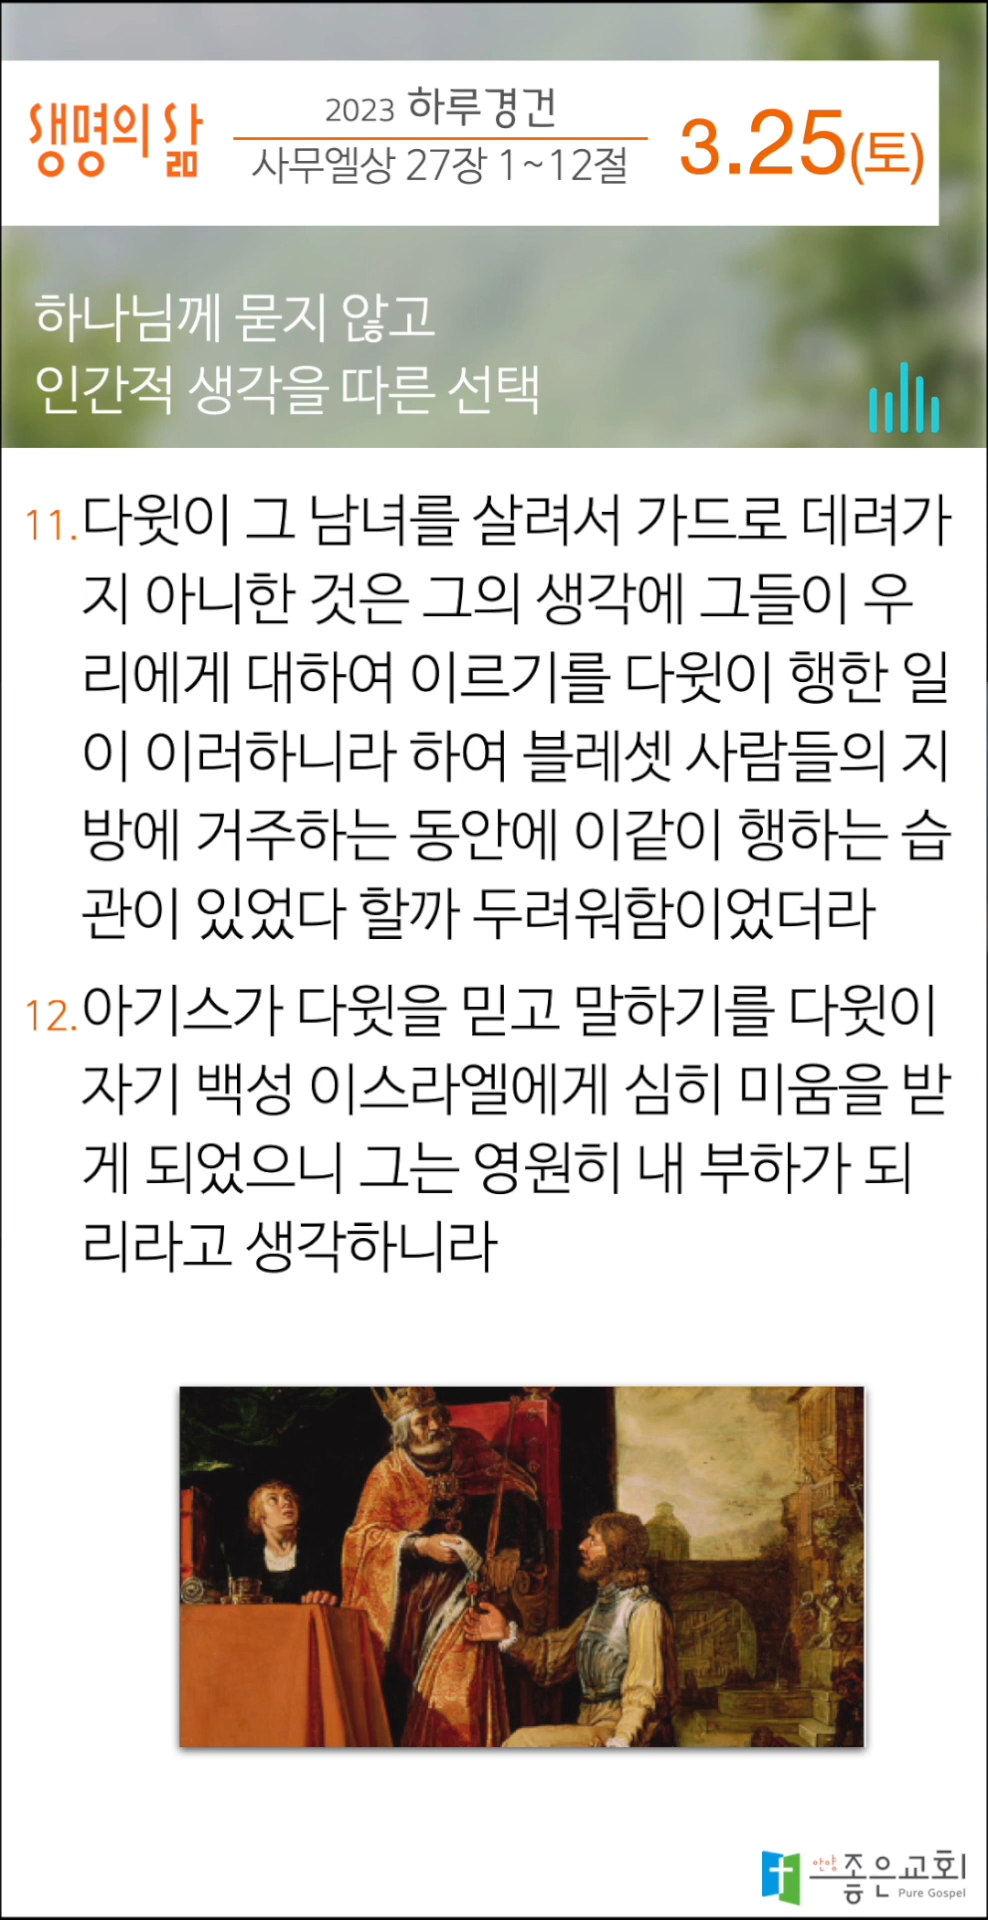 생명의 삶
2023 하루경건
사무엘상 27장 1~12절
3.25(토)
하나님께 묻지 않고
인간적 생각을 따른 선택
11. 다윗이 그 남녀를 살려서 가드로 데려가
지 아니한 것은 그의 생각에 그들이 우
리에게 대하여 이르기를 다윗이 행한 일
이 이러하니라 하여 블레셋 사람들의 지
방에 거주하는 동안에 이같이 행하는 습
관이 있었다 할까 두려워함이었더라
12. 아기스가 다윗을 믿고 말하기를 다윗이
자기 백성 이스라엘에게 심히 미움을 받
게 되었으니 그는 영원히 내 부하가 되
리라고 생각하니라
안양 좋은교회
Pure Gospel